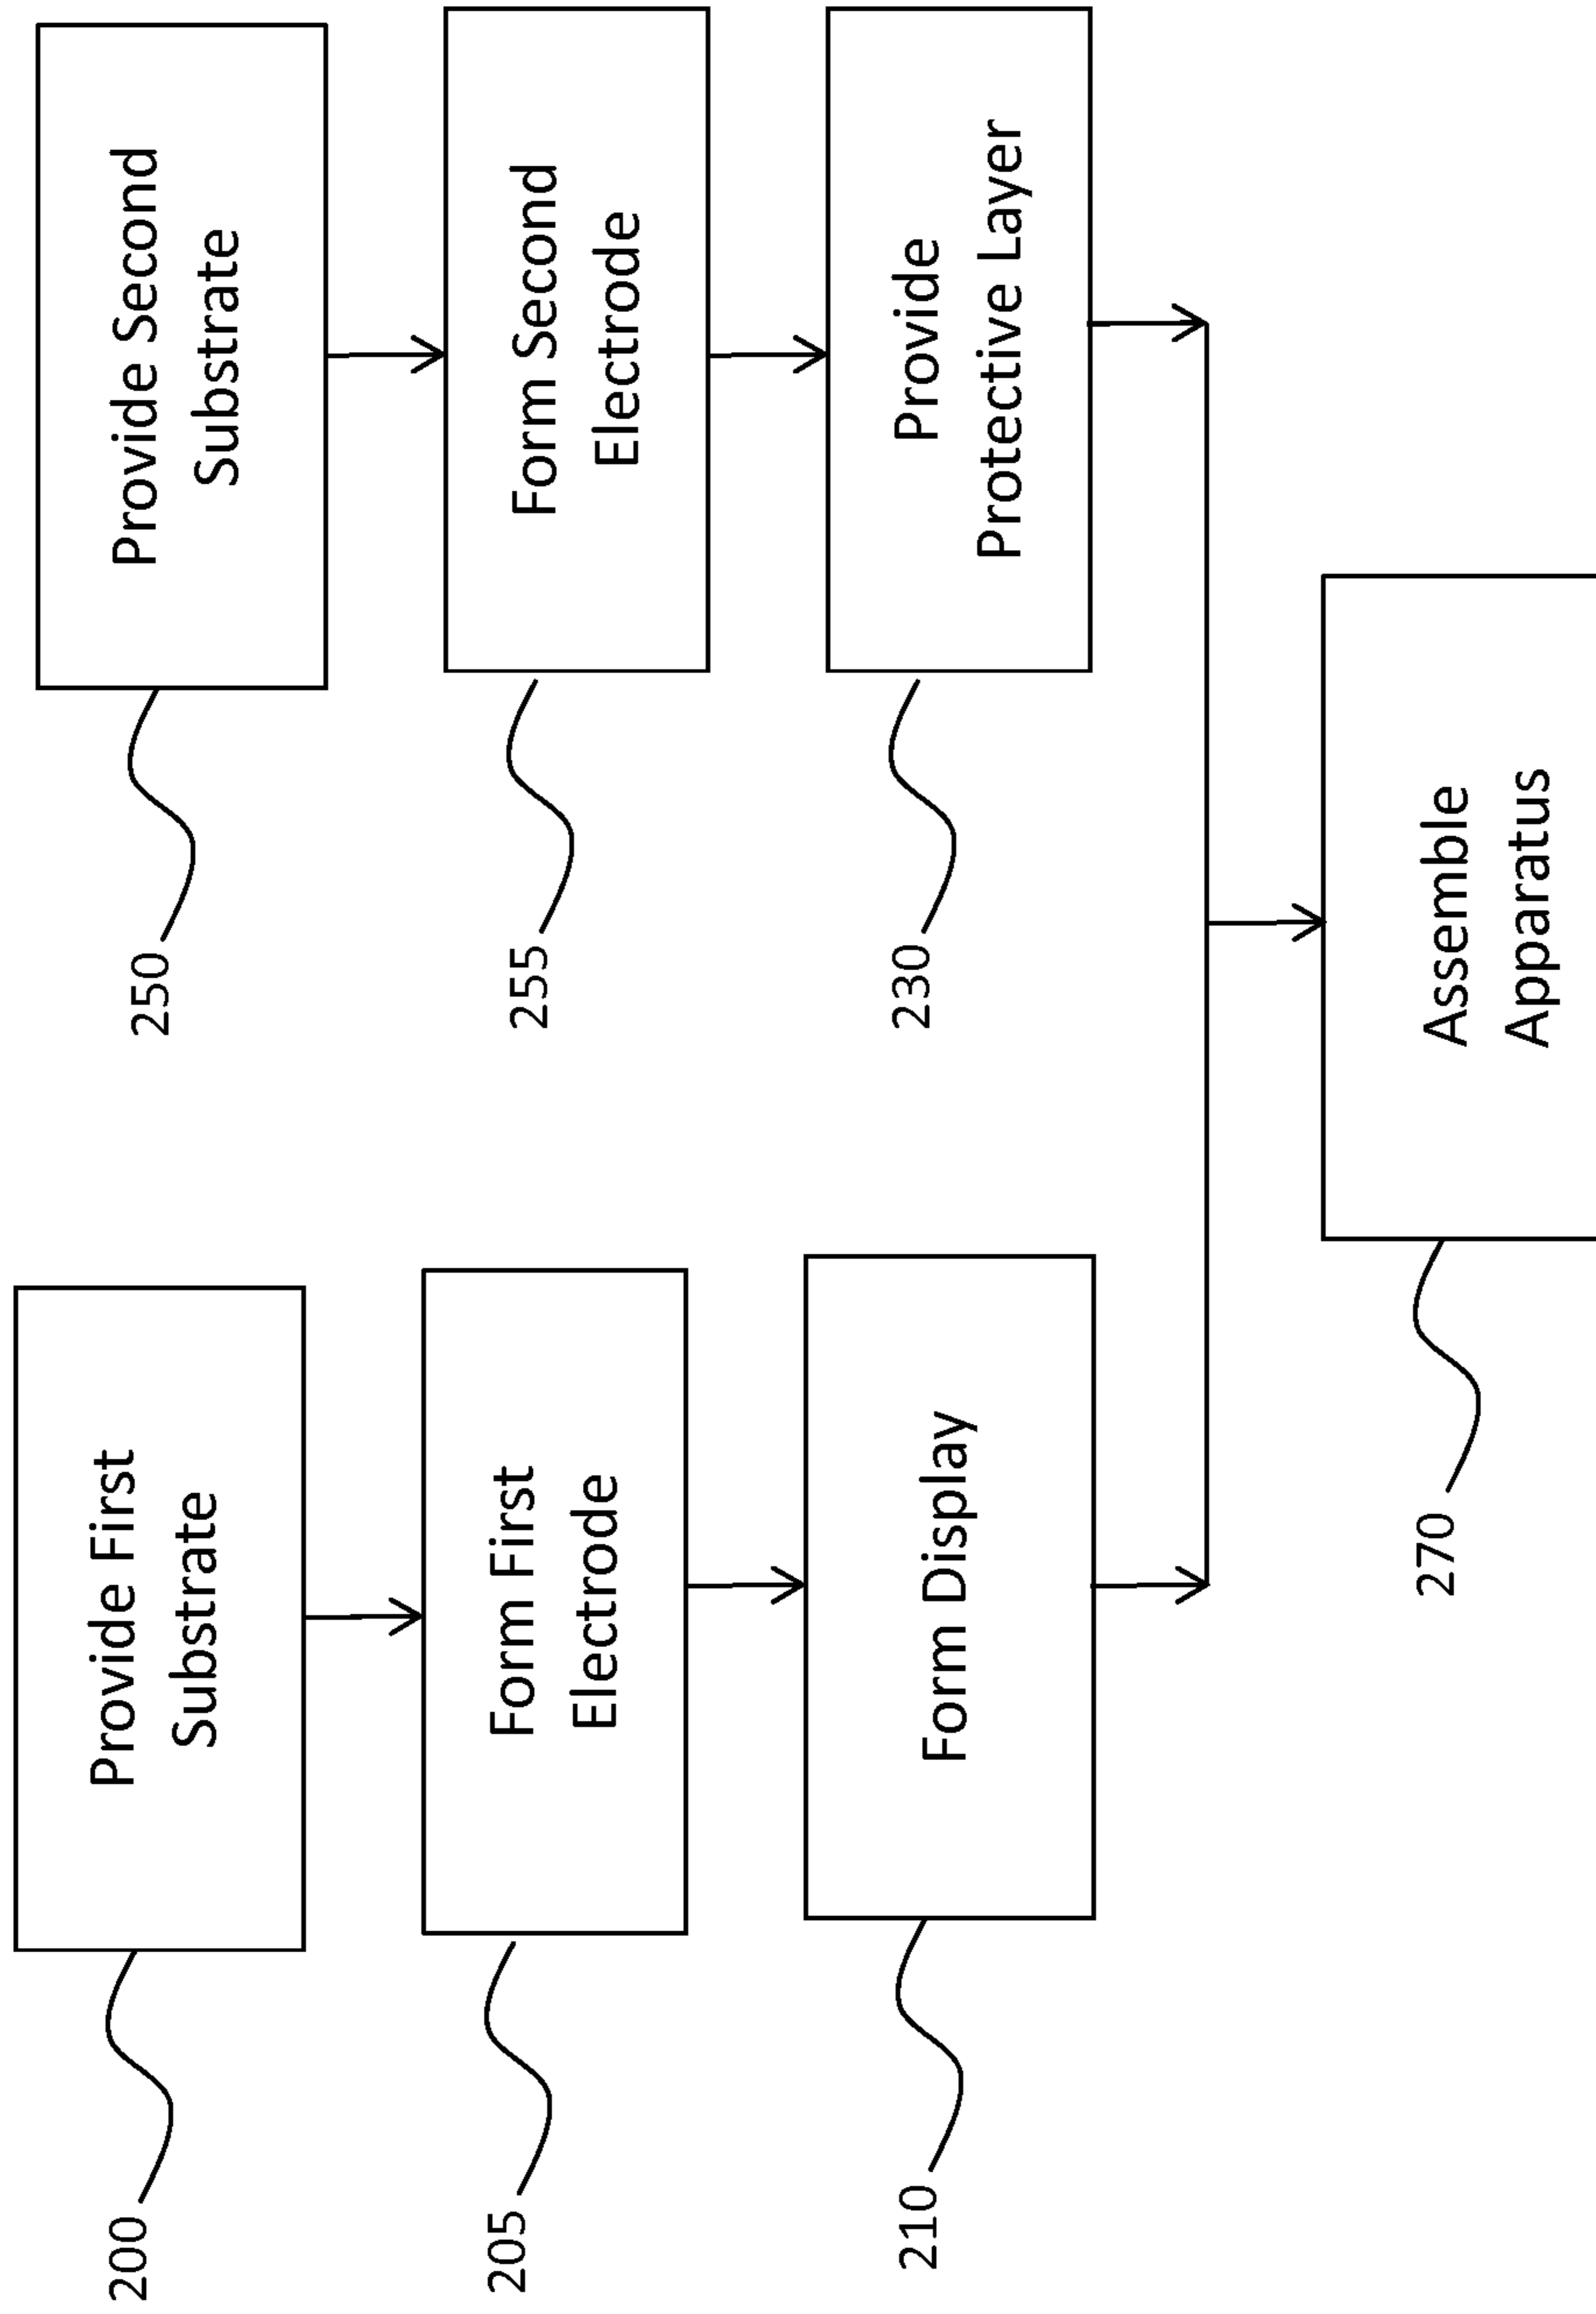 200
Provide First
Substrate
205
Form First
Electrode
210
Form Display
250
Provide Second
Substrate
255
Form Second
Electrode
230
Provide
Protective Layer
270
Assemble
Apparatus